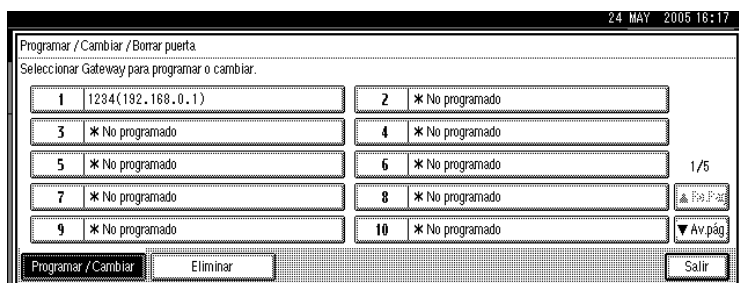 24 MAY 2005 16:17
Programar / Cambiar / Borrar puerta
Seleccionar Gateway para programar o cambiar.
1 1234(192.168.0.1) 2 * No programado
3 * No programado 4 * No programado
5 * No programado 6 * No programado 1/5
7 * No programado 8 * No programado ▲ Re.Pág
9 * No programado 10 * No programado ▼ Av.pág.
Programar / Cambiar Eliminar Salir